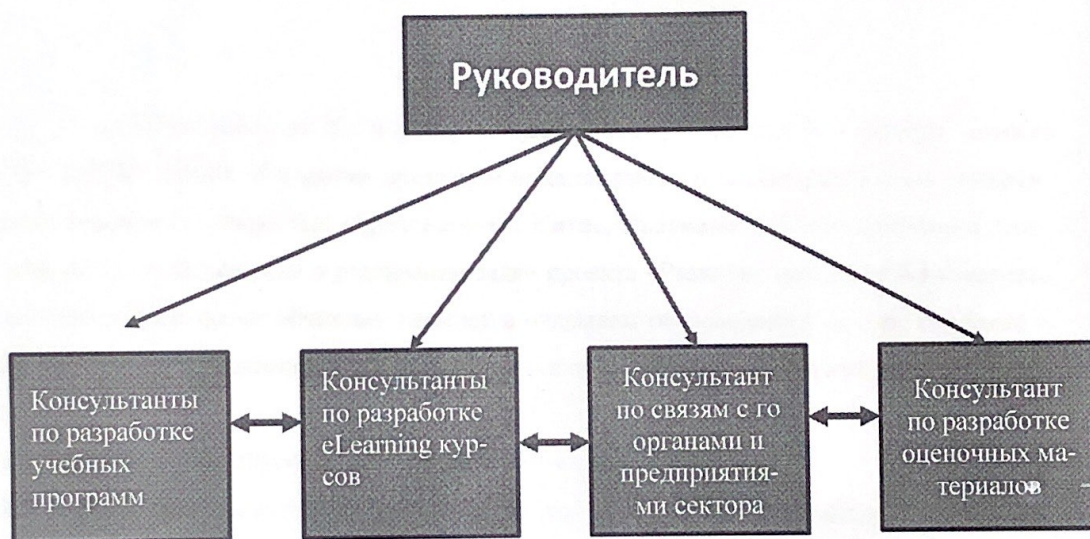 Руководитель
Консультанты
по разработке
учебных
программ
Консультанты
по разработке
eLearning кур-
сов
Консультант
по связям с го
органами и
предприятия-
ми сектора
Консультант
по разработке
оценочных ма-
териалов